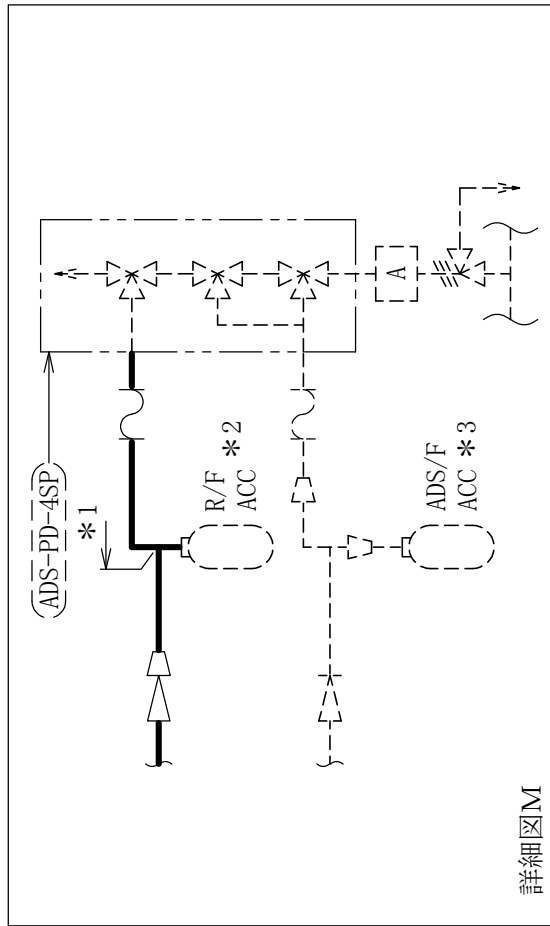 ADS-PD-4SP
*1
R/F
ACC *2
ADS/F
ACC *3
A
詳細図M